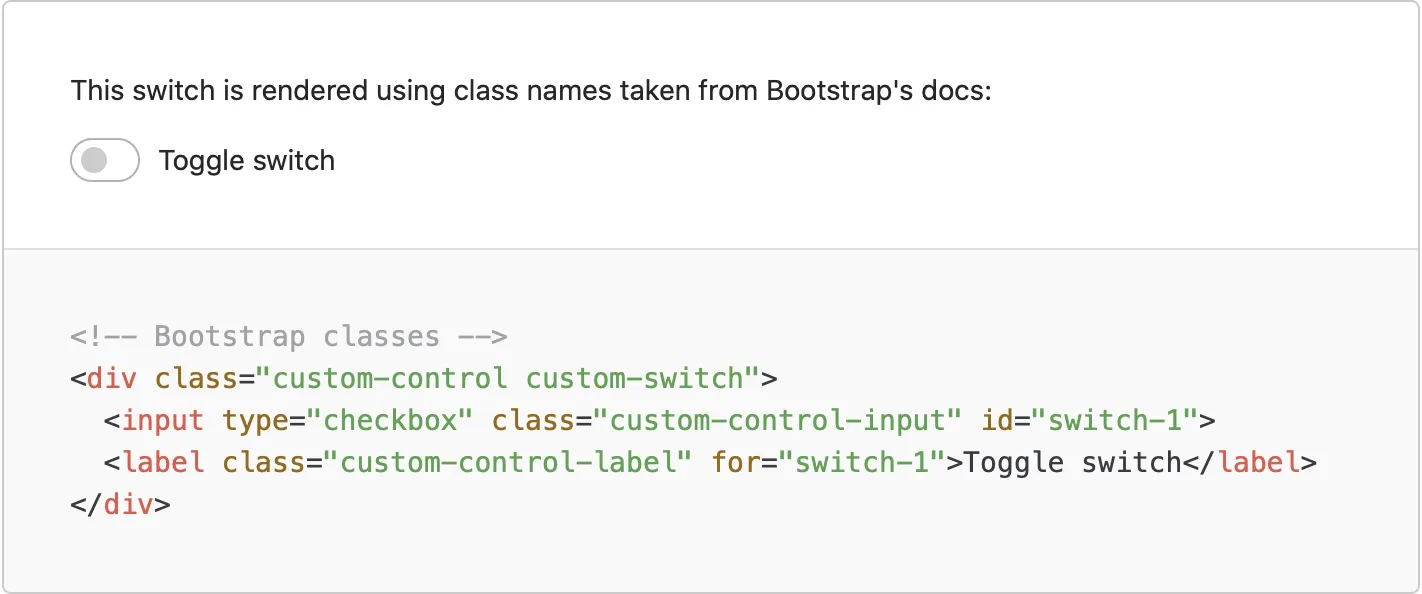 This switch is rendered using class names taken from Bootstrap's docs:
Toggle switch
<!-- Bootstrap classes -->
<div class="custom-control custom-switch">
  <input type="checkbox" class="custom-control-input" id="switch-1">
  <label class="custom-control-label" for="switch-1">Toggle switch</label>
</div>